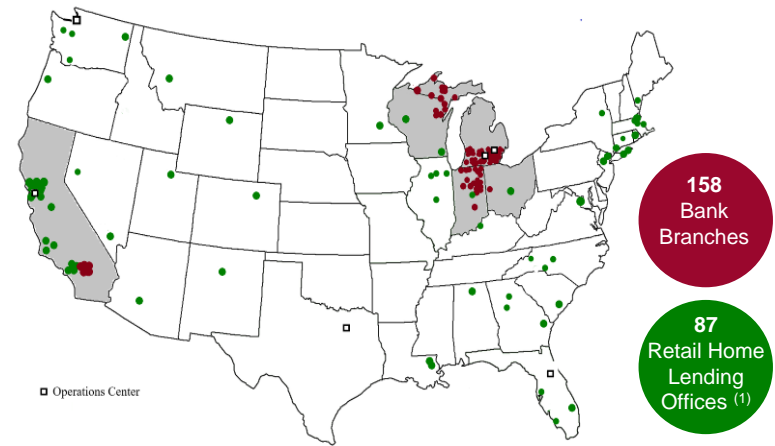 158
Bank
Branches
87
Retail Home
Lending
Offices (1)
Operations Center